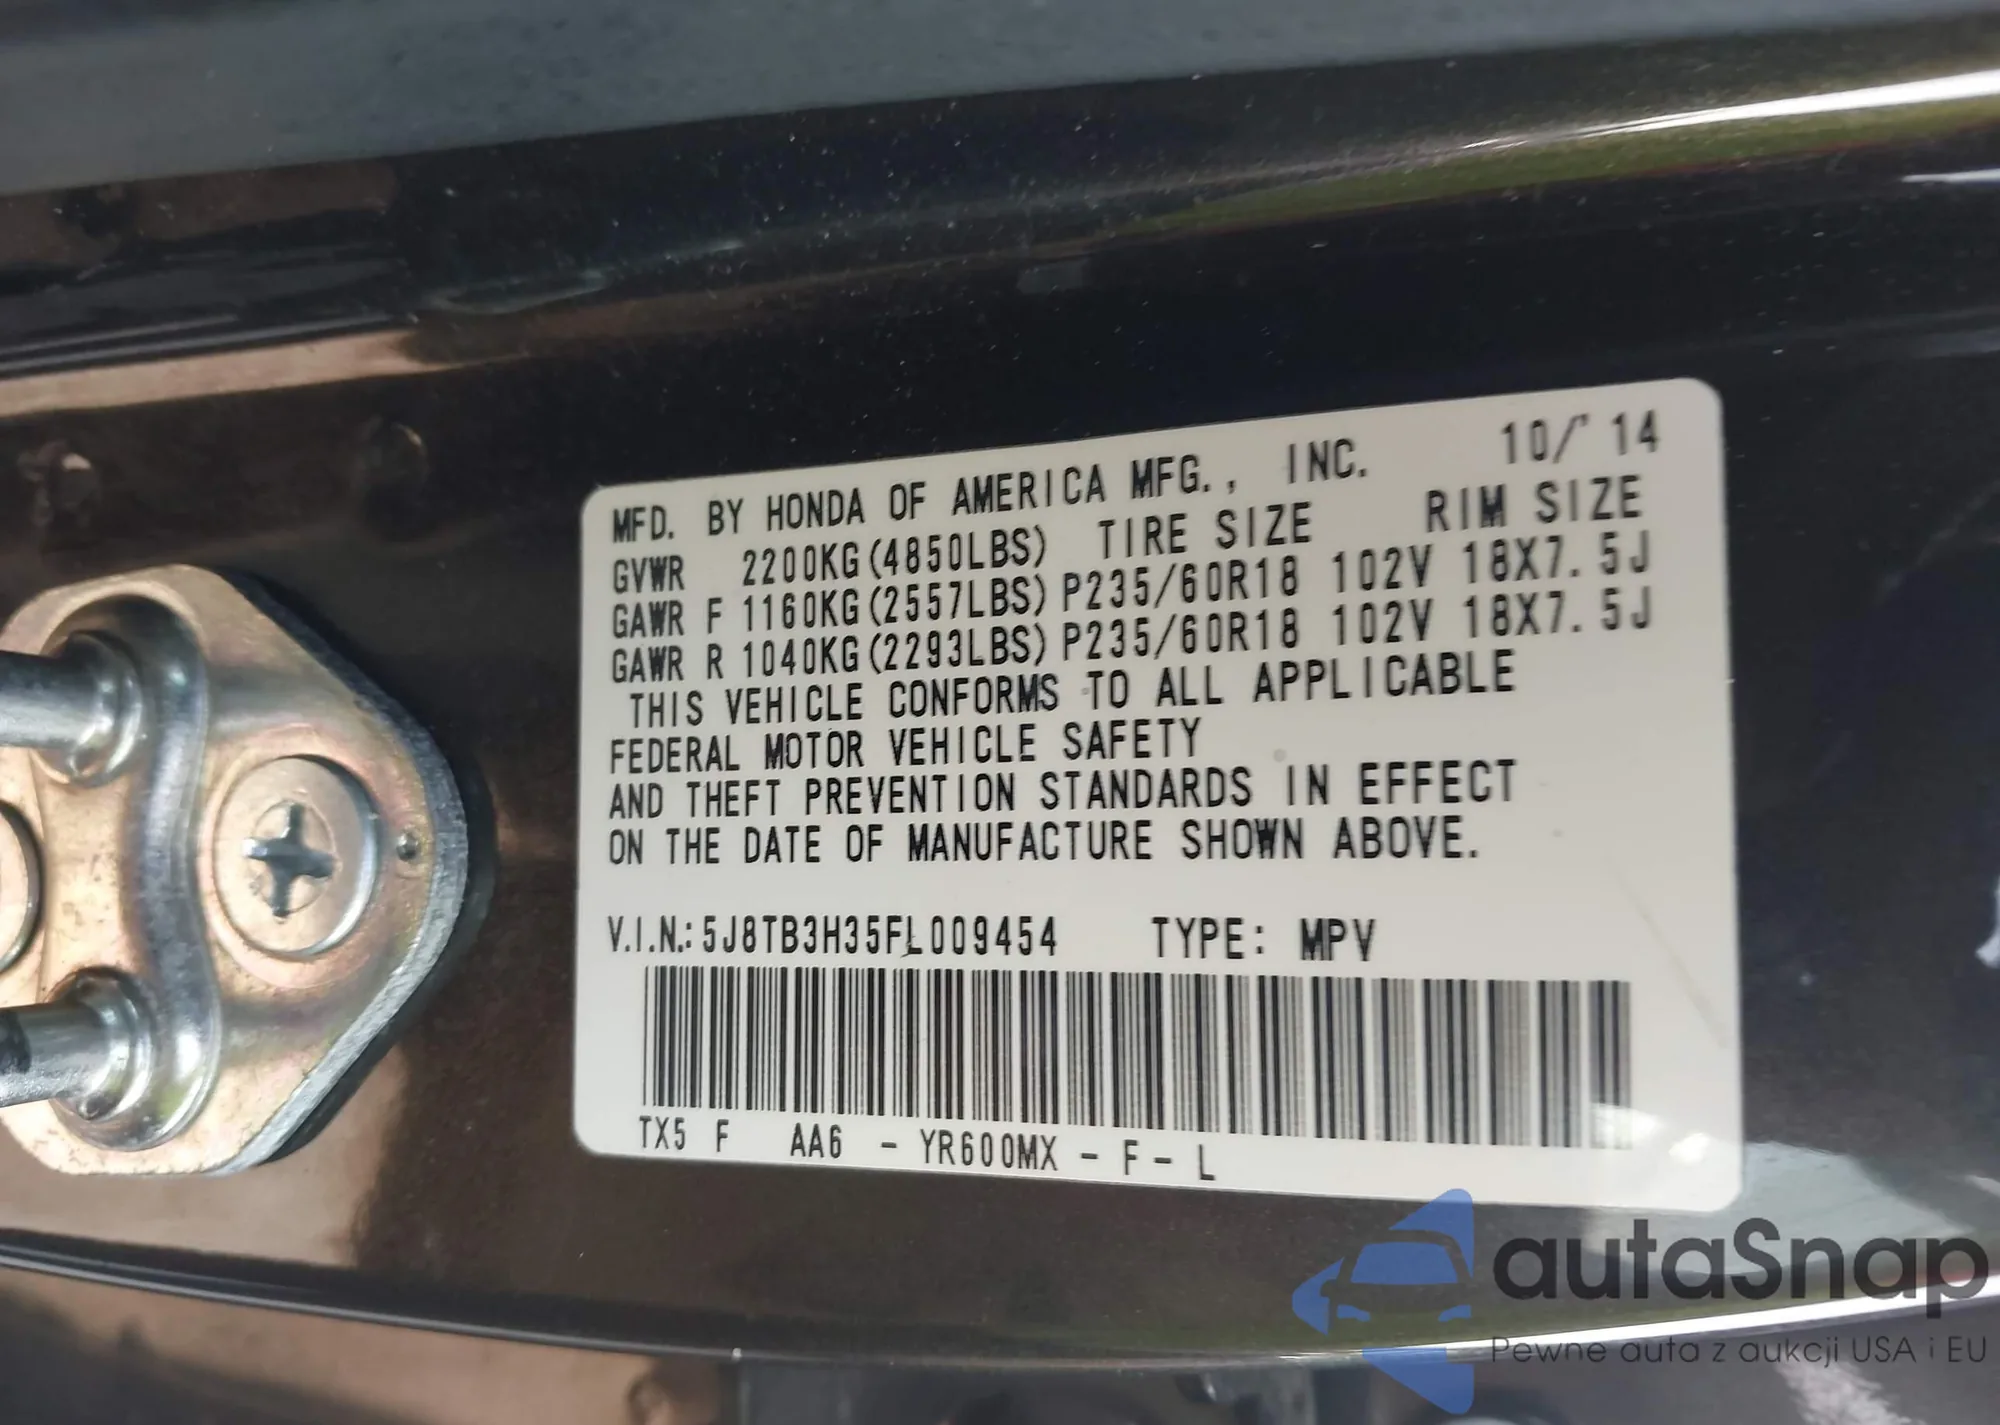 MFD. BY HONDA OF AMERICA MFG., INC. 10/'14
GVWR 2200KG(4850LBS) TIRE SIZE RIM SIZE
GAWR F 1160KG(2557LBS) P235/60R18 102V 18X7.5J
GAWR R 1040KG(2293LBS) P235/60R18 102V 18X7.5J
THIS VEHICLE CONFORMS TO ALL APPLICABLE
FEDERAL MOTOR VEHICLE SAFETY
AND THEFT PREVENTION STANDARDS IN EFFECT
ON THE DATE OF MANUFACTURE SHOWN ABOVE.
V.I.N.: 5J8TB3H35FL009454 TYPE: MPV
TX5 F AA6 - YR600MX - F - L
autaSnap
Pewne auta z aukcji USA i EU